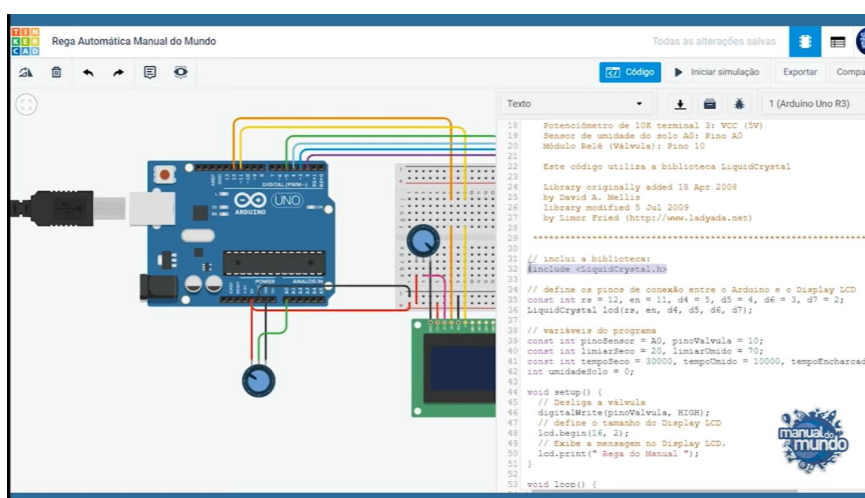 TIN
KER
CAD
Rega Automática Manual do Mundo
Todas as alterações salvas
Código
Iniciar simulação
Exportar
Compa
Texto
1 (Arduino Uno R3)
18 Potenciômetro de 10K terminal 3: VCC (5V)
19 Sensor de umidade do solo A0: Pino A0
20 Módulo Relé (Válvula): Pino 10
21
22 Este código utiliza a biblioteca LiquidCrystal
23
24 Library originally added 18 Apr 2008
25 by David A. Mellis
26 library modified 5 Jul 2009
27 by Limor Fried (http://www.ladyada.net)
28
29 ****************************************
30
31 // inclui a biblioteca:
32 #include <LiquidCrystal.h>
33
34 // define os pinos de conexão entre o Arduino e o Display LCD
35 const int rs = 12, en = 11, d4 = 5, d5 = 4, d6 = 3, d7 = 2;
36 LiquidCrystal lcd(rs, en, d4, d5, d6, d7);
37
38 // variáveis do programa
39 const int pinoSensor = A0, pinoValvula = 10;
40 const int limiarSeco = 20, limiarUmido = 70;
41 const int tempoSeco = 30000, tempoUmido = 10000, tempoEncharcad
42 int umidadeSolo = 0;
43
44 void setup() {
45 // Desliga a válvula
46 digitalWrite(pinoValvula, HIGH);
47 // define o tamanho do Display LCD
48 lcd.begin(16, 2);
49 // Exibe a mensagem no Display LCD.
50 lcd.print(" Rega do Manual ");
51 }
52
53 void loop() {
DIGITAL (PWM~)
UNO
ARDUINO
POWER
ANALOG IN
manual do
mundo